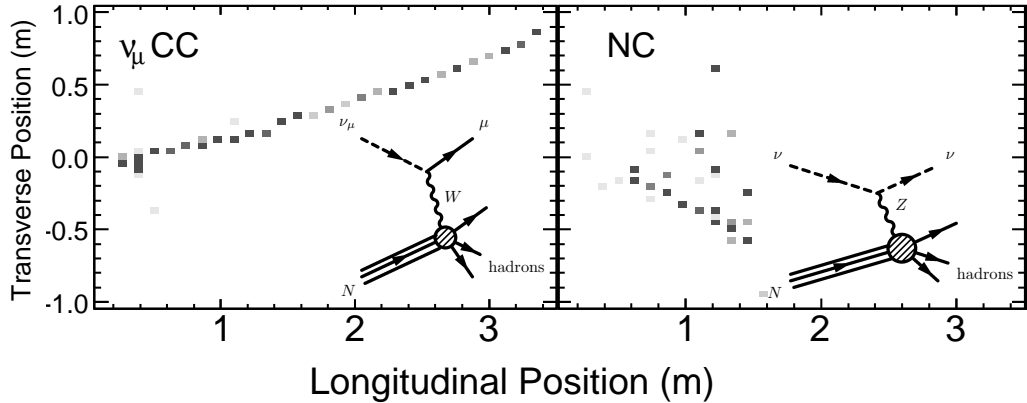 Transverse Position (m)
1.0
0.5
0.0
-0.5
-1.0
ν_μ CC
ν_μ
μ
W
N
hadrons
1
2
3
NC
ν
ν
Z
N
hadrons
1
2
3
Longitudinal Position (m)